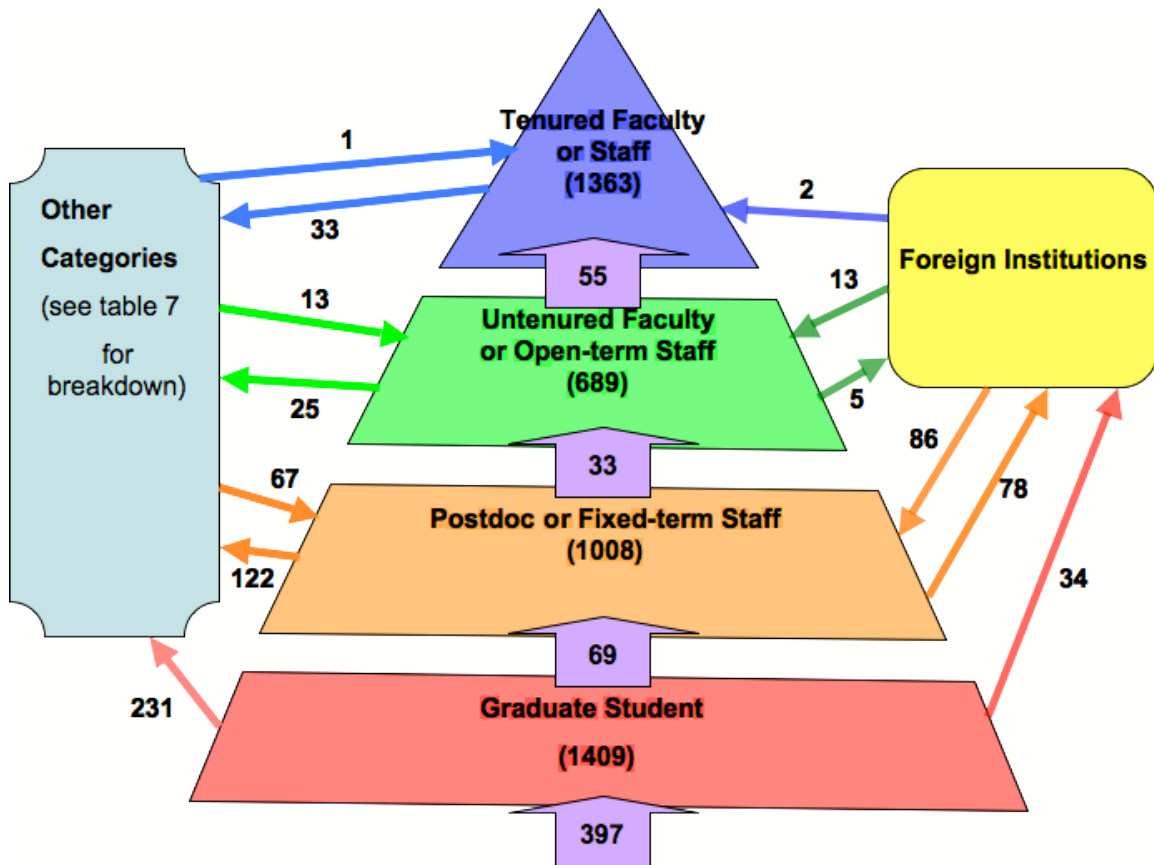 Tenured Faculty
or Staff
(1363)
1
33
2
Other
Categories
(see table 7
for
breakdown)
Foreign Institutions
55
13
25
Untenured Faculty
or Open-term Staff
(689)
13
5
33
67
122
Postdoc or Fixed-term Staff
(1008)
86
78
34
69
231
Graduate Student
(1409)
397